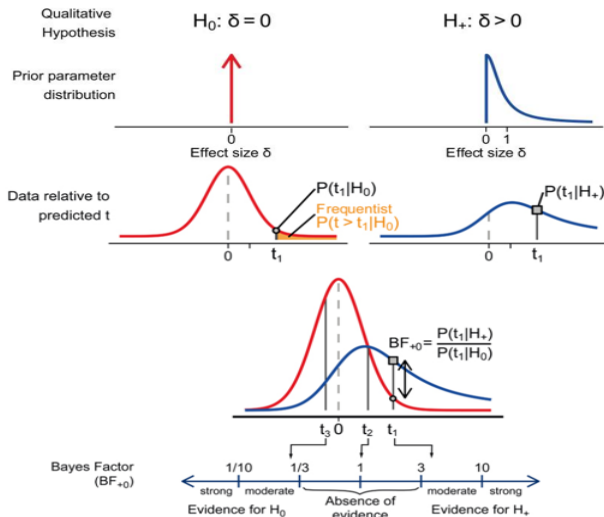 Qualitative
Hypothesis
H₀: δ = 0
H₊: δ > 0
Prior parameter
distribution
0
Effect size δ
0 1
Effect size δ
Data relative to
predicted t
P(t₁|H₀)
Frequentist
P(t > t₁|H₀)
0 t₁
P(t₁|H₊)
0 t₁
BF₊₀= P(t₁|H₊)
P(t₁|H₀)
t₃ 0 t₂ t₁
Bayes Factor
(BF₊₀)
1/10 1/3 1 3 10
strong moderate Absence of moderate strong
Evidence for H₀ evidence Evidence for H₊